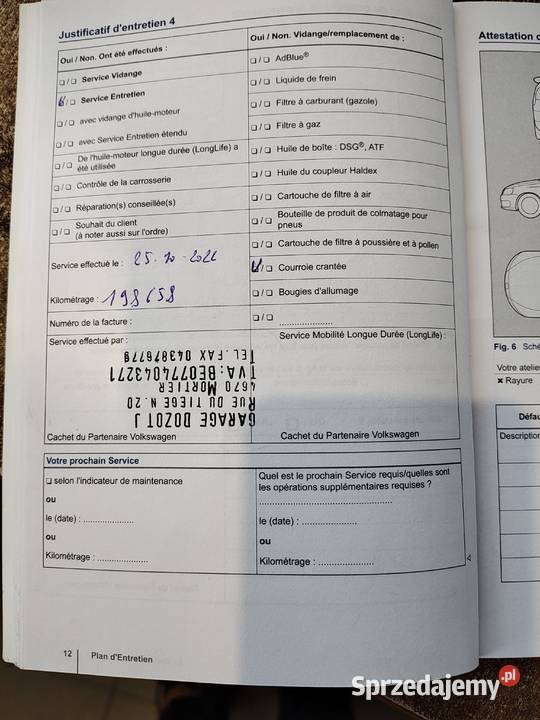 Justificatif d'entretien 4
Oui / Non. Ont été effectués :
❏ / ❏ Service Vidange
❏ / ❏ Service Entretien
❏ / ❏ avec vidange d'huile-moteur
❏ / ❏ avec Service Entretien étendu
❏ / ❏ De l'huile-moteur longue durée (LongLife) a
été utilisée
❏ / ❏ Contrôle de la carrosserie
❏ / ❏ Réparation(s) conseillée(s)
❏ / ❏ Souhait du client
(à noter aussi sur l'ordre)
Service effectué le : 25-10-2022
Kilométrage : 198658
Numéro de la facture :
Service effectué par :
GARAGE DOZOT J
RUE DU TIEGE N.20
4670 MORTIER
TVA:BE0774043271
TEL.FAX 043876779
Cachet du Partenaire Volkswagen
Oui / Non. Vidange/remplacement de :
❏ / ❏ AdBlue®
❏ / ❏ Liquide de frein
❏ / ❏ Filtre à carburant (gazole)
❏ / ❏ Filtre à gaz
❏ / ❏ Huile de boîte : DSG®, ATF
❏ / ❏ Huile du coupleur Haldex
❏ / ❏ Cartouche de filtre à air
❏ / ❏ Bouteille de produit de colmatage pour
pneus
❏ / ❏ Cartouche de filtre à poussière et à pollen
❏ / ❏ Courroie crantée
❏ / ❏ Bougies d'allumage
❏ / ❏ ....................
Service Mobilité Longue Durée (LongLife) :
Cachet du Partenaire Volkswagen
Votre prochain Service
❏ selon l'indicateur de maintenance
ou
le (date) : ....................
ou
Kilométrage : ....................
Quel est le prochain Service requis/quelles sont
les opérations supplémentaires requises ?
..................................................
le (date) : ....................
ou
Kilométrage : ....................
12 Plan d'Entretien
Attestation
Fig. 6
Votre atelier
✕ Rayure
Description
Sprzedajemy.pl